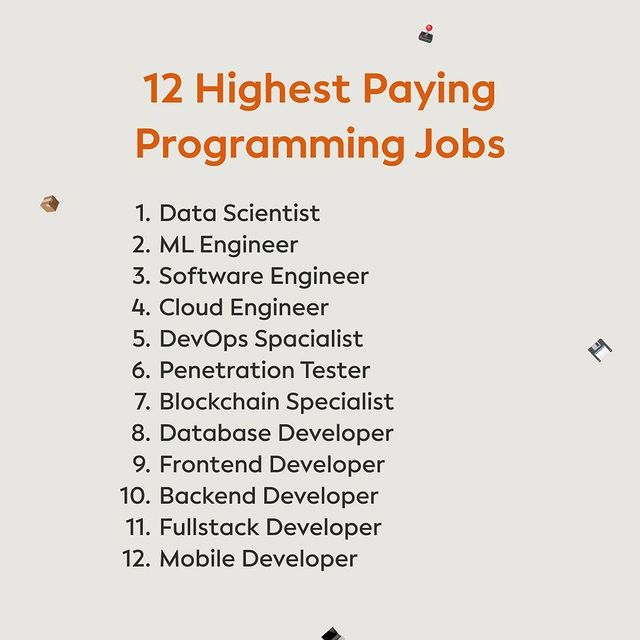 12 Highest Paying
Programming Jobs
1. Data Scientist
2. ML Engineer
3. Software Engineer
4. Cloud Engineer
5. DevOps Spacialist
6. Penetration Tester
7. Blockchain Specialist
8. Database Developer
9. Frontend Developer
10. Backend Developer
11. Fullstack Developer
12. Mobile Developer